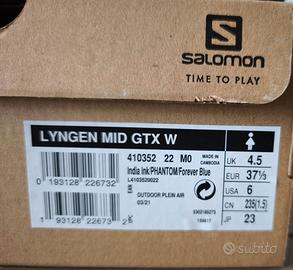 salomon
TIME TO PLAY
LYNGEN MID GTX W
410352 22 M0
MADE IN
CAMBODIA
India Ink/PHANTOM/Forever Blue
L4103520022
OUTDOOR PLEIN AIR
03/21
0 193128 226732
UK 4.5
EUR 37⅓
USA 6
CN 235(1.5)
JP 23
subito